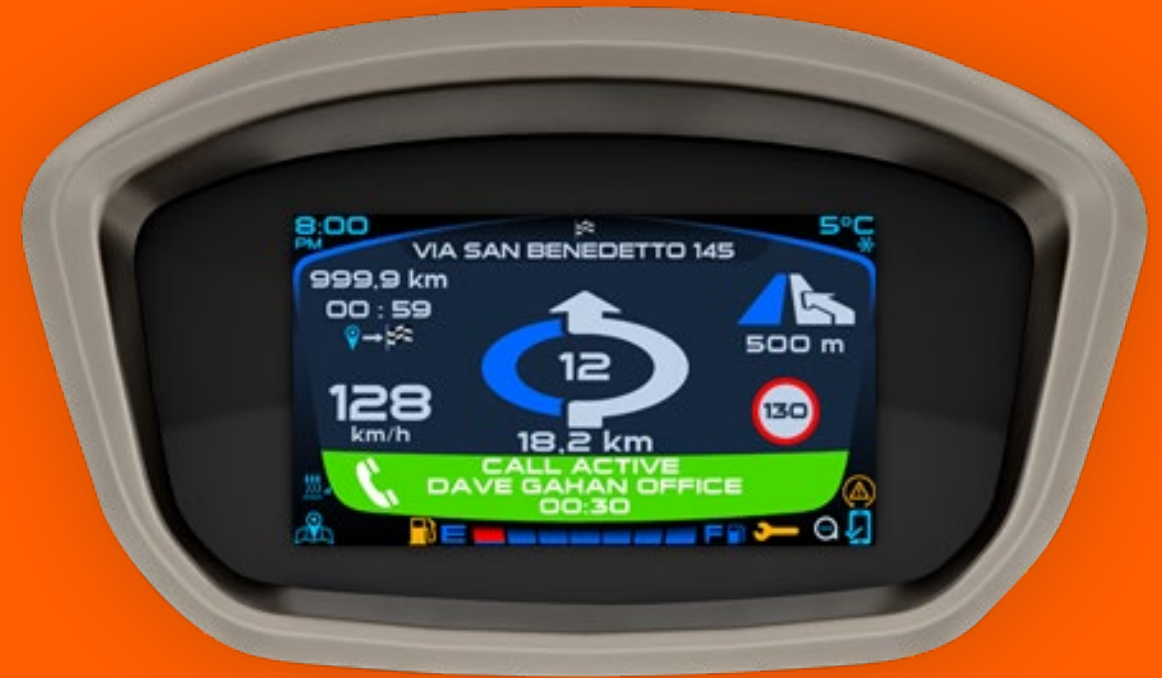 8:00
PM
5°C
VIA SAN BENEDETTO 145
999,9 km
00 : 59
12
500 m
128
km/h
130
18,2 km
CALL ACTIVE
DAVE GAHAN OFFICE
00:30
E
F